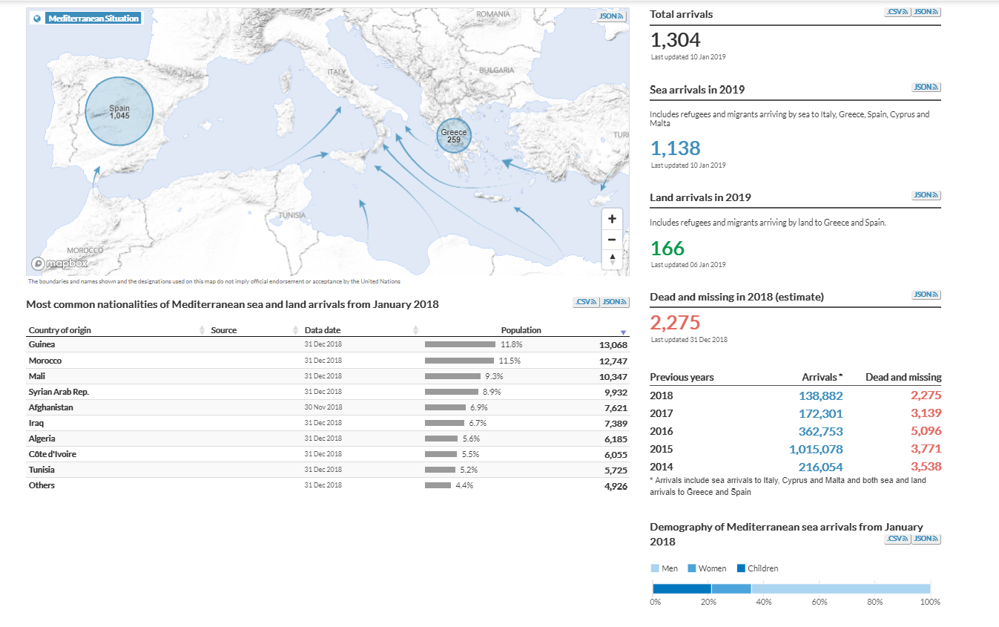 Mediterranean Situation
JSON
ROMANIA
ITALY
BULGARIA
Spain
1,045
Greece
259
TURI
TUNISIA
MOROCCO
mapbox
The boundaries and names shown and the designations used on this map do not imply official endorsement or acceptance by the United Nations
Most common nationalities of Mediterranean sea and land arrivals from January 2018
.CSV JSON
Country of origin Source Data date Population
Guinea 31 Dec 2018 11.8% 13,068
Morocco 31 Dec 2018 11.5% 12,747
Mali 31 Dec 2018 9.3% 10,347
Syrian Arab Rep. 31 Dec 2018 8.9% 9,932
Afghanistan 30 Nov 2018 6.9% 7,621
Iraq 31 Dec 2018 6.7% 7,389
Algeria 31 Dec 2018 5.6% 6,185
Côte d'Ivoire 31 Dec 2018 5.5% 6,055
Tunisia 31 Dec 2018 5.2% 5,725
Others 31 Dec 2018 4.4% 4,926
Total arrivals .CSV JSON
1,304
Last updated 10 Jan 2019
Sea arrivals in 2019 JSON
Includes refugees and migrants arriving by sea to Italy, Greece, Spain, Cyprus and
Malta
1,138
Last updated 10 Jan 2019
Land arrivals in 2019 JSON
Includes refugees and migrants arriving by land to Greece and Spain.
166
Last updated 06 Jan 2019
Dead and missing in 2018 (estimate) JSON
2,275
Last updated 31 Dec 2018
Previous years Arrivals * Dead and missing
2018 138,882 2,275
2017 172,301 3,139
2016 362,753 5,096
2015 1,015,078 3,771
2014 216,054 3,538
* Arrivals include sea arrivals to Italy, Cyprus and Malta and both sea and land
arrivals to Greece and Spain
Demography of Mediterranean sea arrivals from January
2018 .CSV JSON
Men Women Children
0% 20% 40% 60% 80% 100%